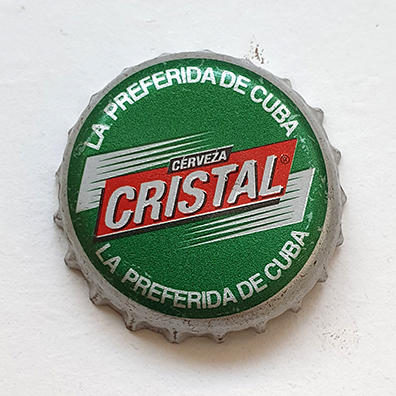 LA PREFERIDA DE CUBA
CERVEZA
CRISTAL®
LA PREFERIDA DE CUBA